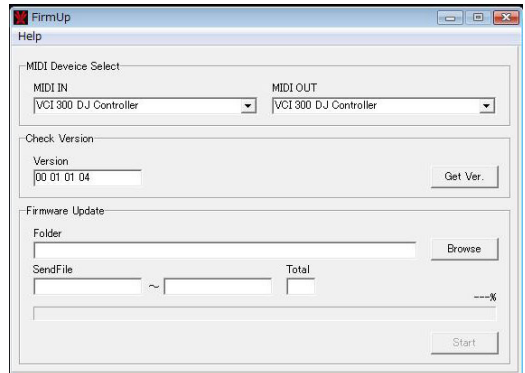 FirmUp
Help
MIDI Deveice Select
MIDI IN
MIDI OUT
VCI 300 DJ Controller
VCI 300 DJ Controller
Check Version
Version
00 01 01 04
Get Ver.
Firmware Update
Folder
Browse
SendFile
Total
~
---%
Start